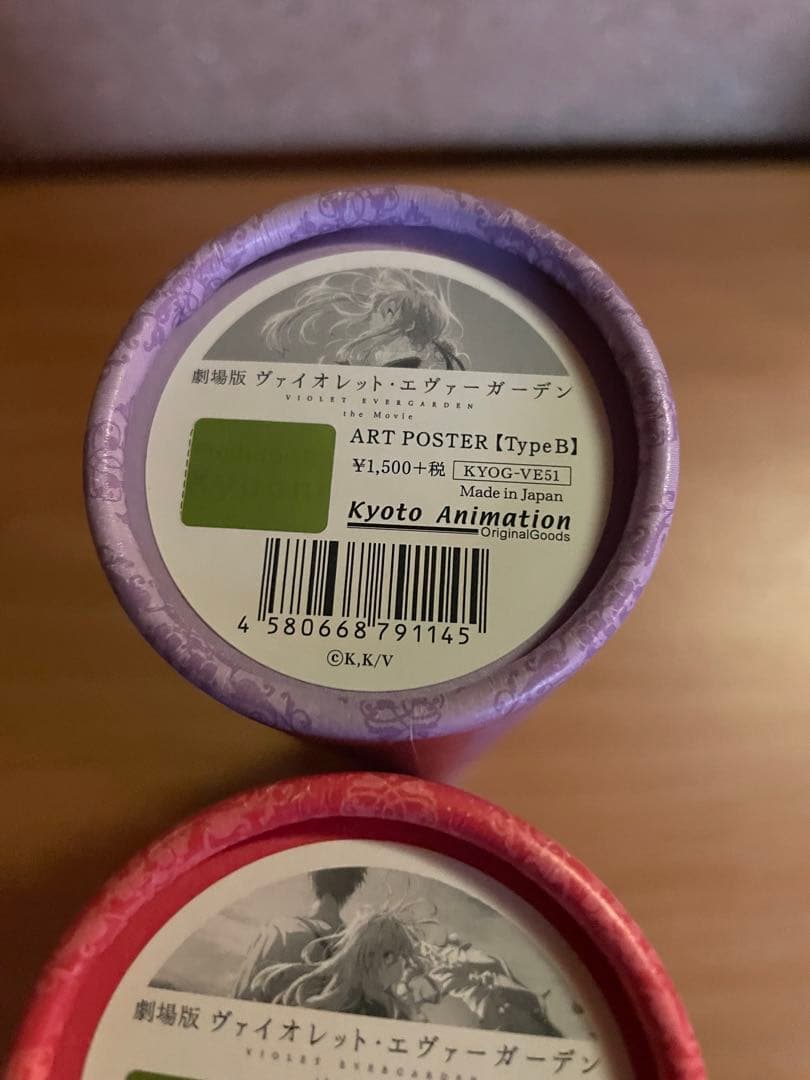 劇場版 ヴァイオレット・エヴァーガーデン
VIOLET EVERGARDEN
the Movie
ART POSTER【Type B】
¥1,500+税 KYOG-VE51
Made in Japan
Kyoto Animation
OriginalGoods
4 580668 791145
©K,K/V
劇場版 ヴァイオレット・エヴァーガーデン
VIOLET EVERGARDEN